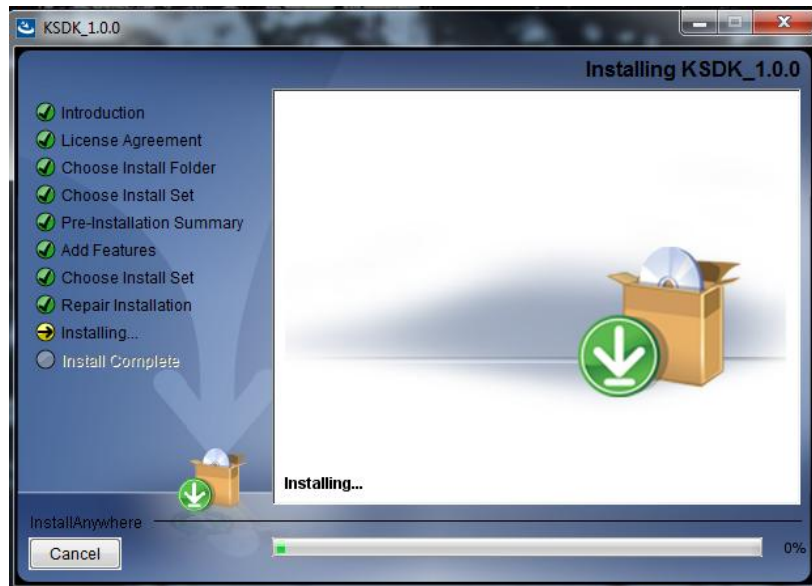 KSDK_1.0.0
Installing KSDK_1.0.0
Introduction
License Agreement
Choose Install Folder
Choose Install Set
Pre-Installation Summary
Add Features
Choose Install Set
Repair Installation
Installing...
Install Complete
Installing...
InstallAnywhere
Cancel
0%